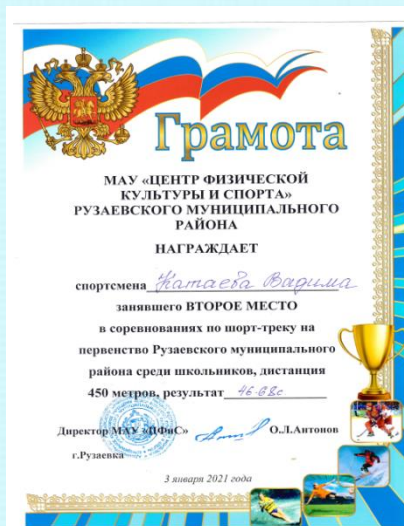 Грамота
МАУ «ЦЕНТР ФИЗИЧЕСКОЙ
КУЛЬТУРЫ И СПОРТА»
РУЗАЕВСКОГО МУНИЦИПАЛЬНОГО
РАЙОНА
НАГРАЖДАЕТ
спортсмена Катаева Вадима
занявшего ВТОРОЕ МЕСТО
в соревнованиях по шорт-треку на
первенство Рузаевского муниципального
района среди школьников, дистанция
450 метров, результат 46-68с
Директор МАУ «ЦФиС» О.Л.Антонов
г.Рузаевка
3 января 2021 года